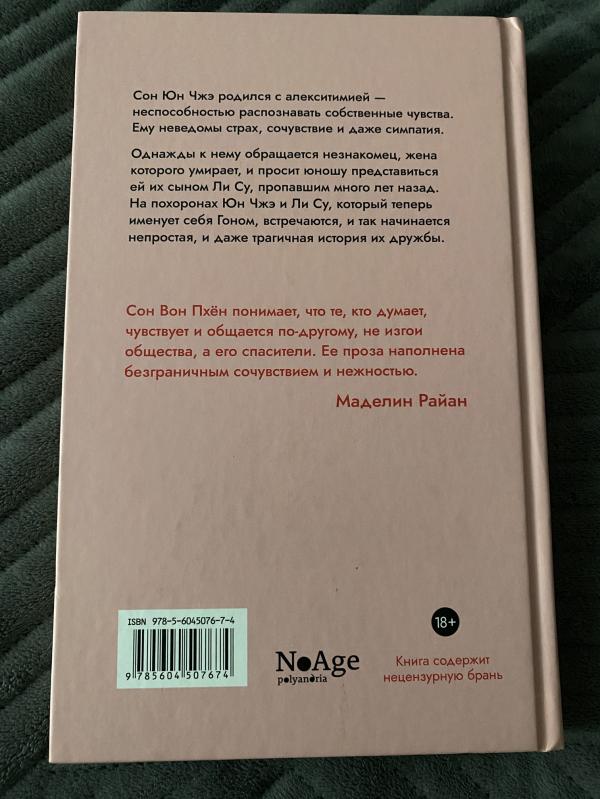 Сон Юн Чжэ родился с алекситимией —
неспособностью распознавать собственные чувства.
Ему неведомы страх, сочувствие и даже симпатия.
Однажды к нему обращается незнакомец, жена
которого умирает, и просит юношу представиться
ей их сыном Ли Су, пропавшим много лет назад.
На похоронах Юн Чжэ и Ли Су, который теперь
именует себя Гоном, встречаются, и так начинается
непростая, и даже трагичная история их дружбы.
Сон Вон Пхён понимает, что те, кто думает,
чувствует и общается по-другому, не изгои
общества, а его спасители. Ее проза наполнена
безграничным сочувствием и нежностью.
Маделин Райан
ISBN 978-5-6045076-7-4
9 785604 507674
NoAge
polyandria
18+
Книга содержит
нецензурную брань